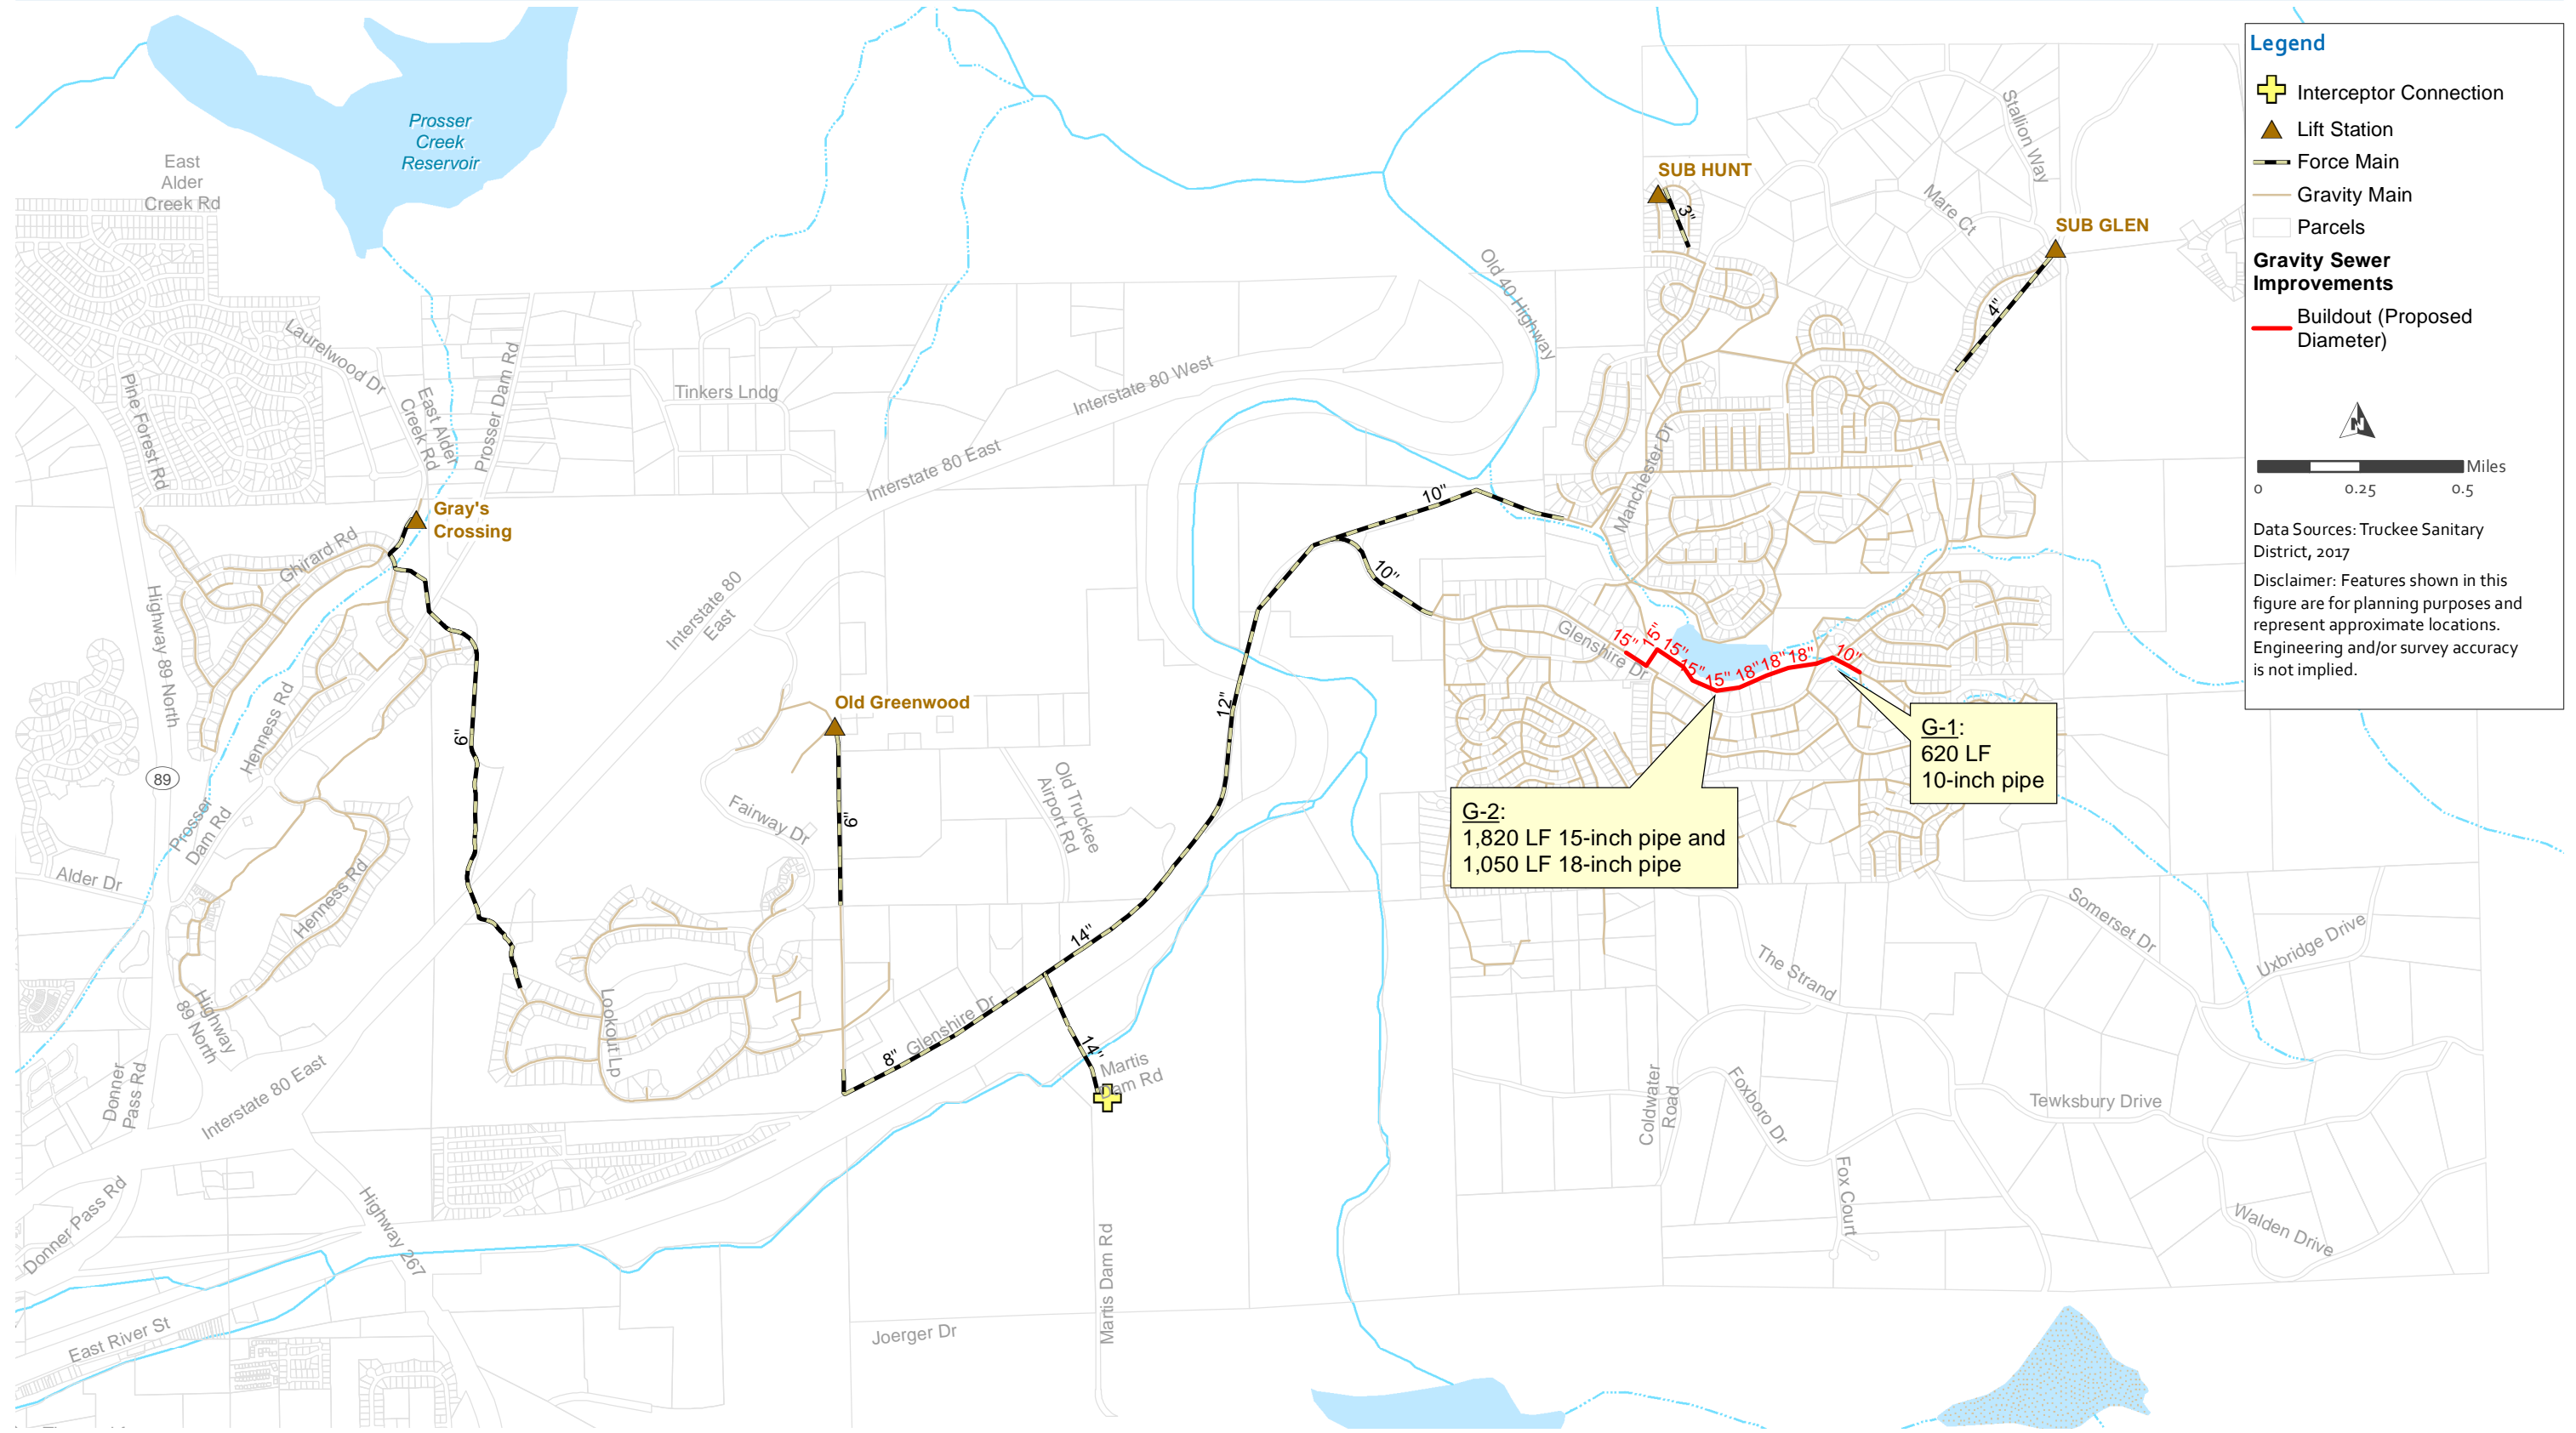 Legend
Interceptor Connection
Lift Station
Force Main
Gravity Main
Parcels
Gravity Sewer
Improvements
Buildout (Proposed
Diameter)
N
Miles
0
0.25
0.5
Data Sources: Truckee Sanitary
District, 2017
Disclaimer: Features shown in this
figure are for planning purposes and
represent approximate locations.
Engineering and/or survey accuracy
is not implied.
Prosser
Creek
Reservoir
East
Alder
Creek Rd
Laurelwood Dr
Pine Forest Rd
East Alder
Creek Rd
Prosser Dam Rd
Tinkers Lndg
Interstate 80 West
Interstate 80 East
Old 40 Highway
SUB HUNT
3"
Stallion Way
Mare Ct
SUB GLEN
4"
Manchester Dr
Gray's
Crossing
Ghirard Rd
Highway 89 North
Henness Rd
89
Prosser
Dam Rd
Alder Dr
Henness Rd
Highway
89 North
Donner
Pass Rd
Interstate 80 East
Donner Pass Rd
Highway 267
East River St
6"
Interstate 80
East
Old Greenwood
6"
Fairway Dr
Old Truckee
Airport Rd
Lookout Lp
8"
Glenshire Dr
14"
14"
Martis
Dam Rd
Martis Dam Rd
Joerger Dr
12"
10"
10"
Glenshire Dr
15"
15"
15"
15"
15"
18"
18"
18"
10"
G-1:
620 LF
10-inch pipe
G-2:
1,820 LF 15-inch pipe and
1,050 LF 18-inch pipe
The Strand
Somerset Dr
Uxbridge Drive
Coldwater
Road
Foxboro Dr
Fox Court
Tewksbury Drive
Walden Drive